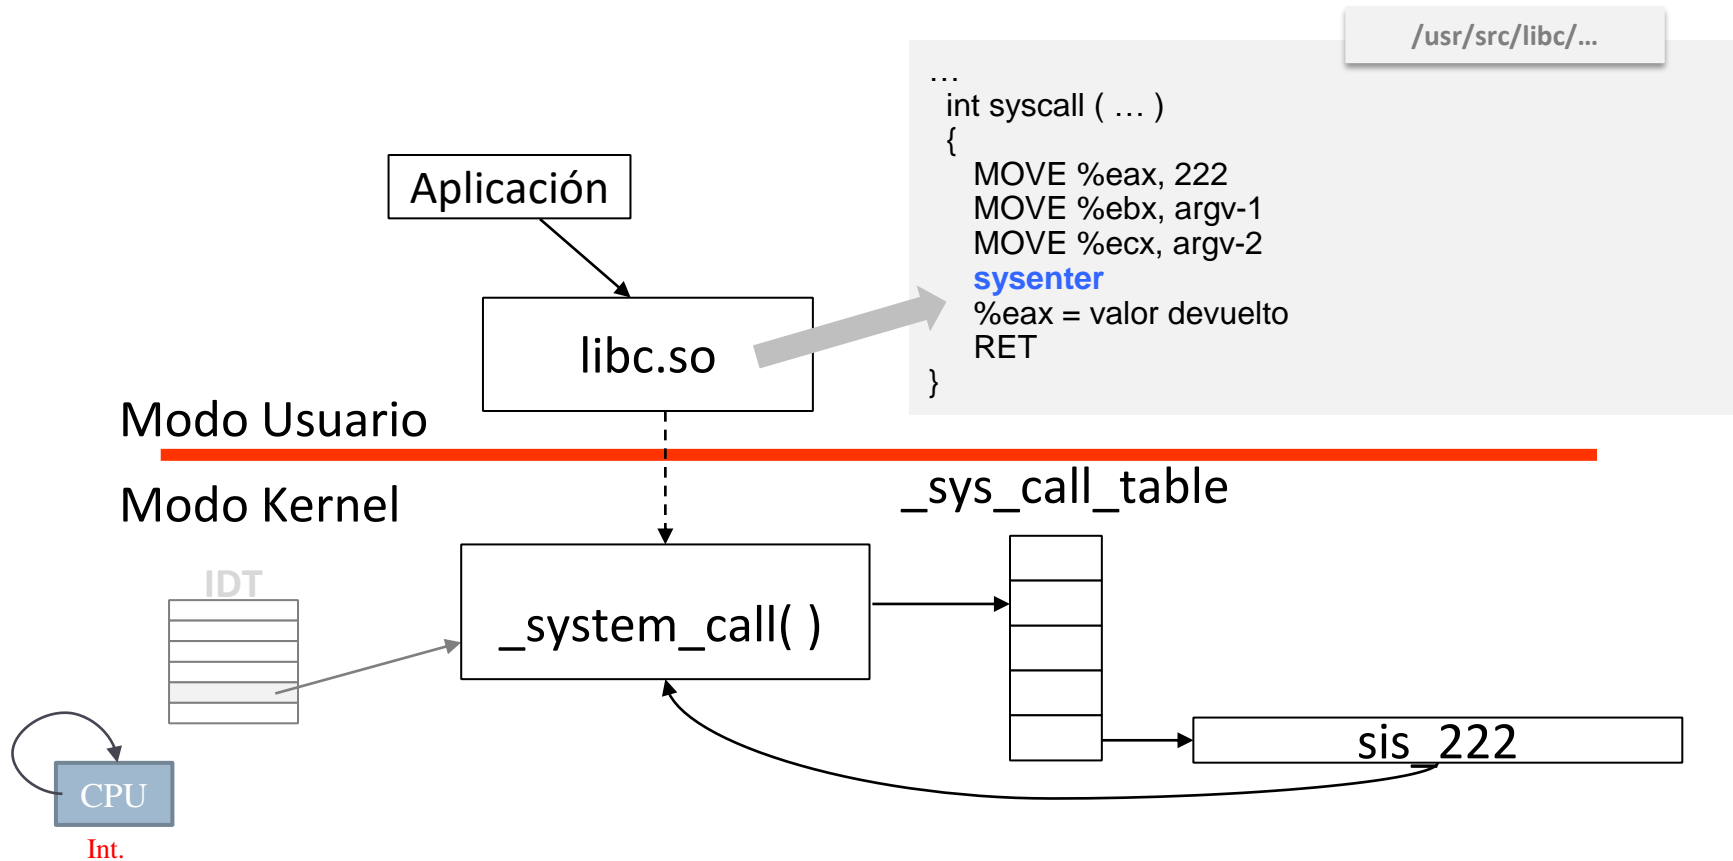 /usr/src/libc/…
…
int syscall ( … )
{
MOVE %eax, 222
MOVE %ebx, argv-1
MOVE %ecx, argv-2
sysenter
%eax = valor devuelto
RET
}
Aplicación
libc.so
Modo Usuario
Modo Kernel
_sys_call_table
IDT
_system_call( )
sis_222
CPU
Int.